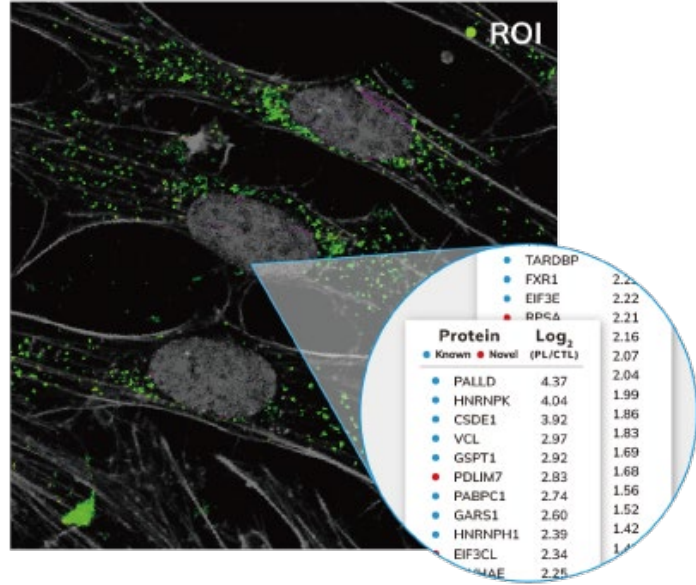 ROI
TARDBP
FXR1
EIF3E 2.22
RPSA 2.21
2.16
2.07
2.04
1.99
1.86
1.83
1.69
1.68
1.56
1.52
1.42
Protein Log2
Known Novel (PL/CTL)
PALLD 4.37
HNRNPK 4.04
CSDE1 3.92
VCL 2.97
GSPT1 2.92
PDLIM7 2.83
PABPC1 2.74
GARS1 2.60
HNRNPH1 2.39
EIF3CL 2.34
2.25